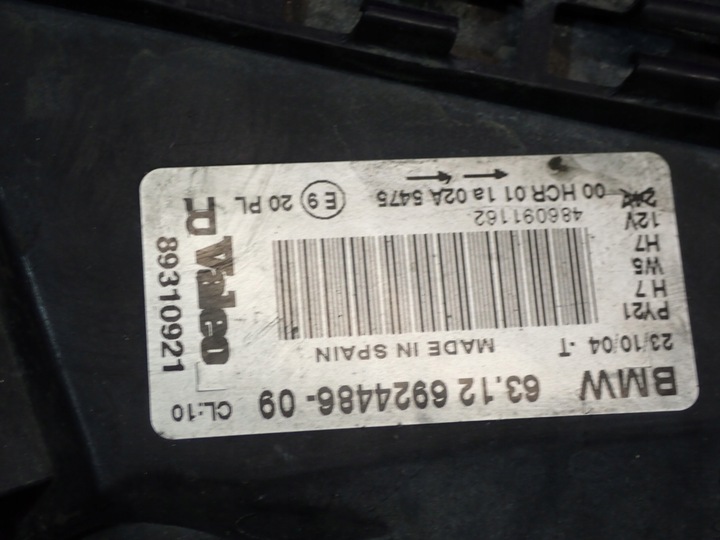 BMW 63.12 6924486-09 CL:10
23/10/04 -T MADE IN SPAIN
PY21
H7
W5
H7
12V
486091162
Valeo
89310921
00 HCR 01 1a 02A 5475 E9 20 PL